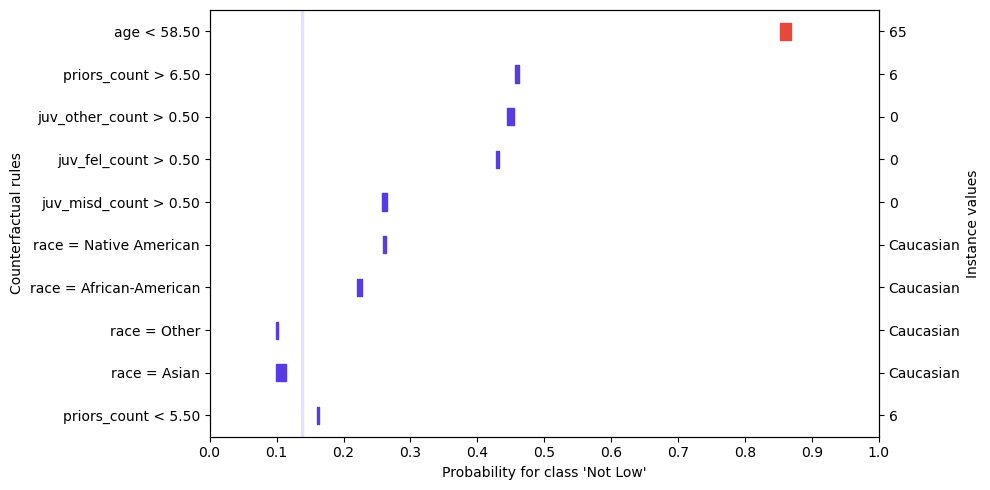 age < 58.50
65
priors_count > 6.50
6
juv_other_count > 0.50
0
juv_fel_count > 0.50
0
juv_misd_count > 0.50
0
race = Native American
Caucasian
race = African-American
Caucasian
race = Other
Caucasian
race = Asian
Caucasian
priors_count < 5.50
6
Counterfactual rules
Instance values
0.0 0.1 0.2 0.3 0.4 0.5 0.6 0.7 0.8 0.9 1.0
Probability for class 'Not Low'